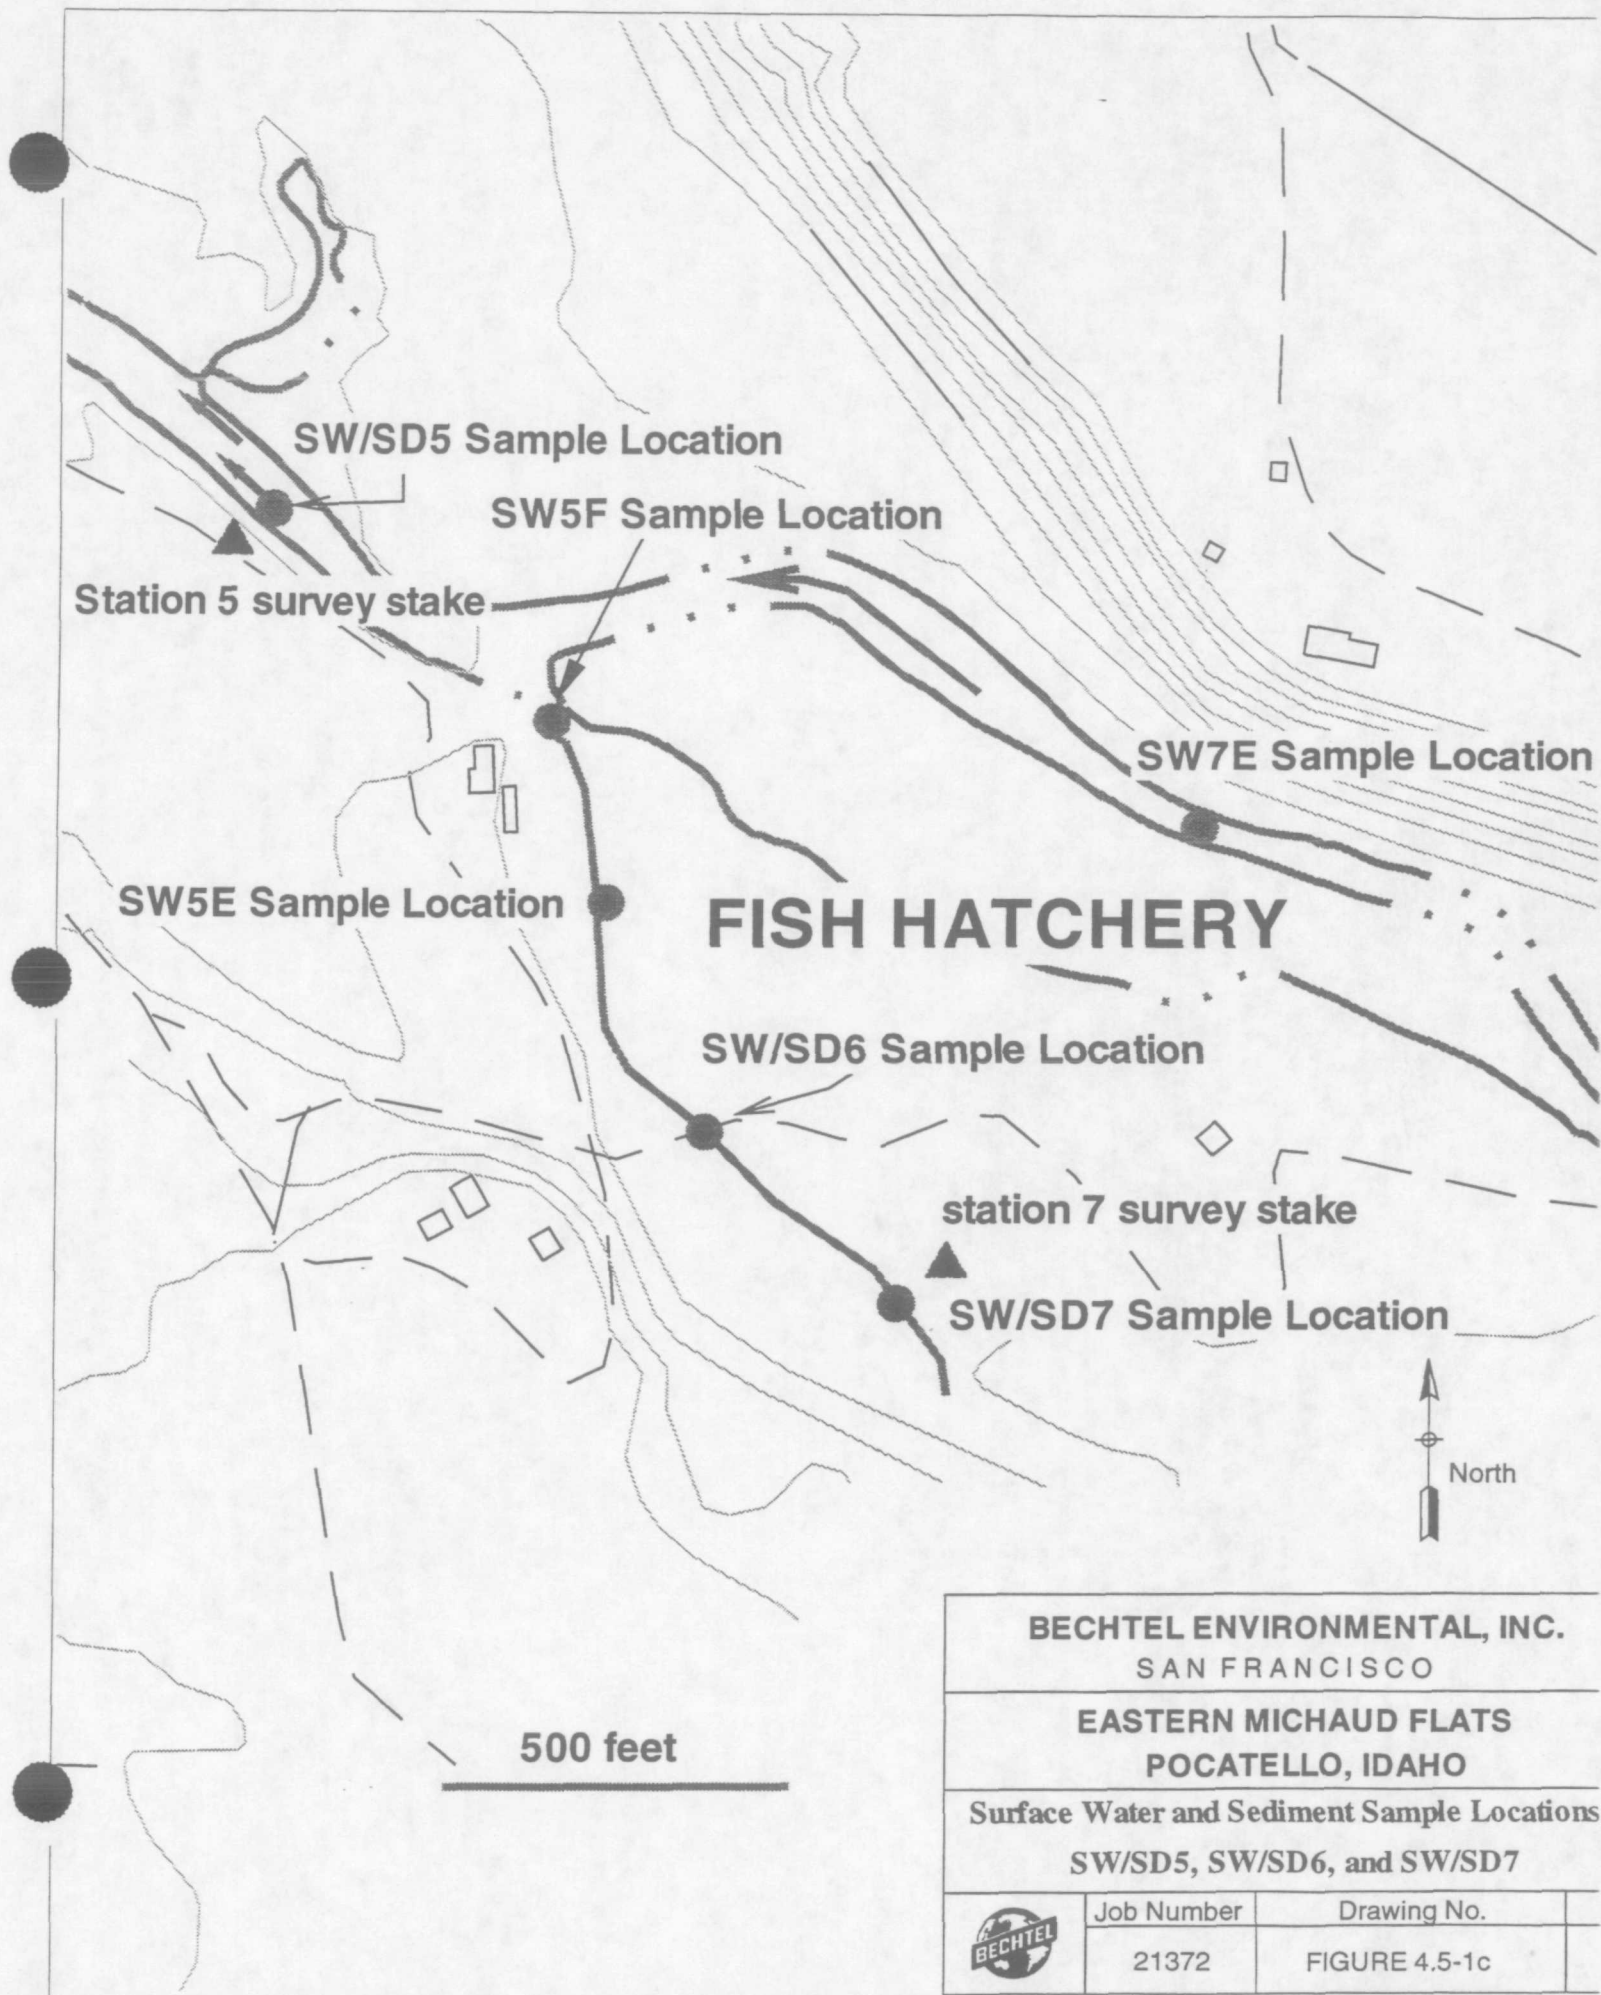 SW/SD5 Sample Location
SW5F Sample Location
Station 5 survey stake
SW7E Sample Location
SW5E Sample Location
FISH HATCHERY
SW/SD6 Sample Location
station 7 survey stake
SW/SD7 Sample Location
North
500 feet
BECHTEL ENVIRONMENTAL, INC.
SAN FRANCISCO
EASTERN MICHAUD FLATS
POCATELLO, IDAHO
Surface Water and Sediment Sample Locations
SW/SD5, SW/SD6, and SW/SD7
BECHTEL
Job Number
Drawing No.
21372
FIGURE 4.5-1c